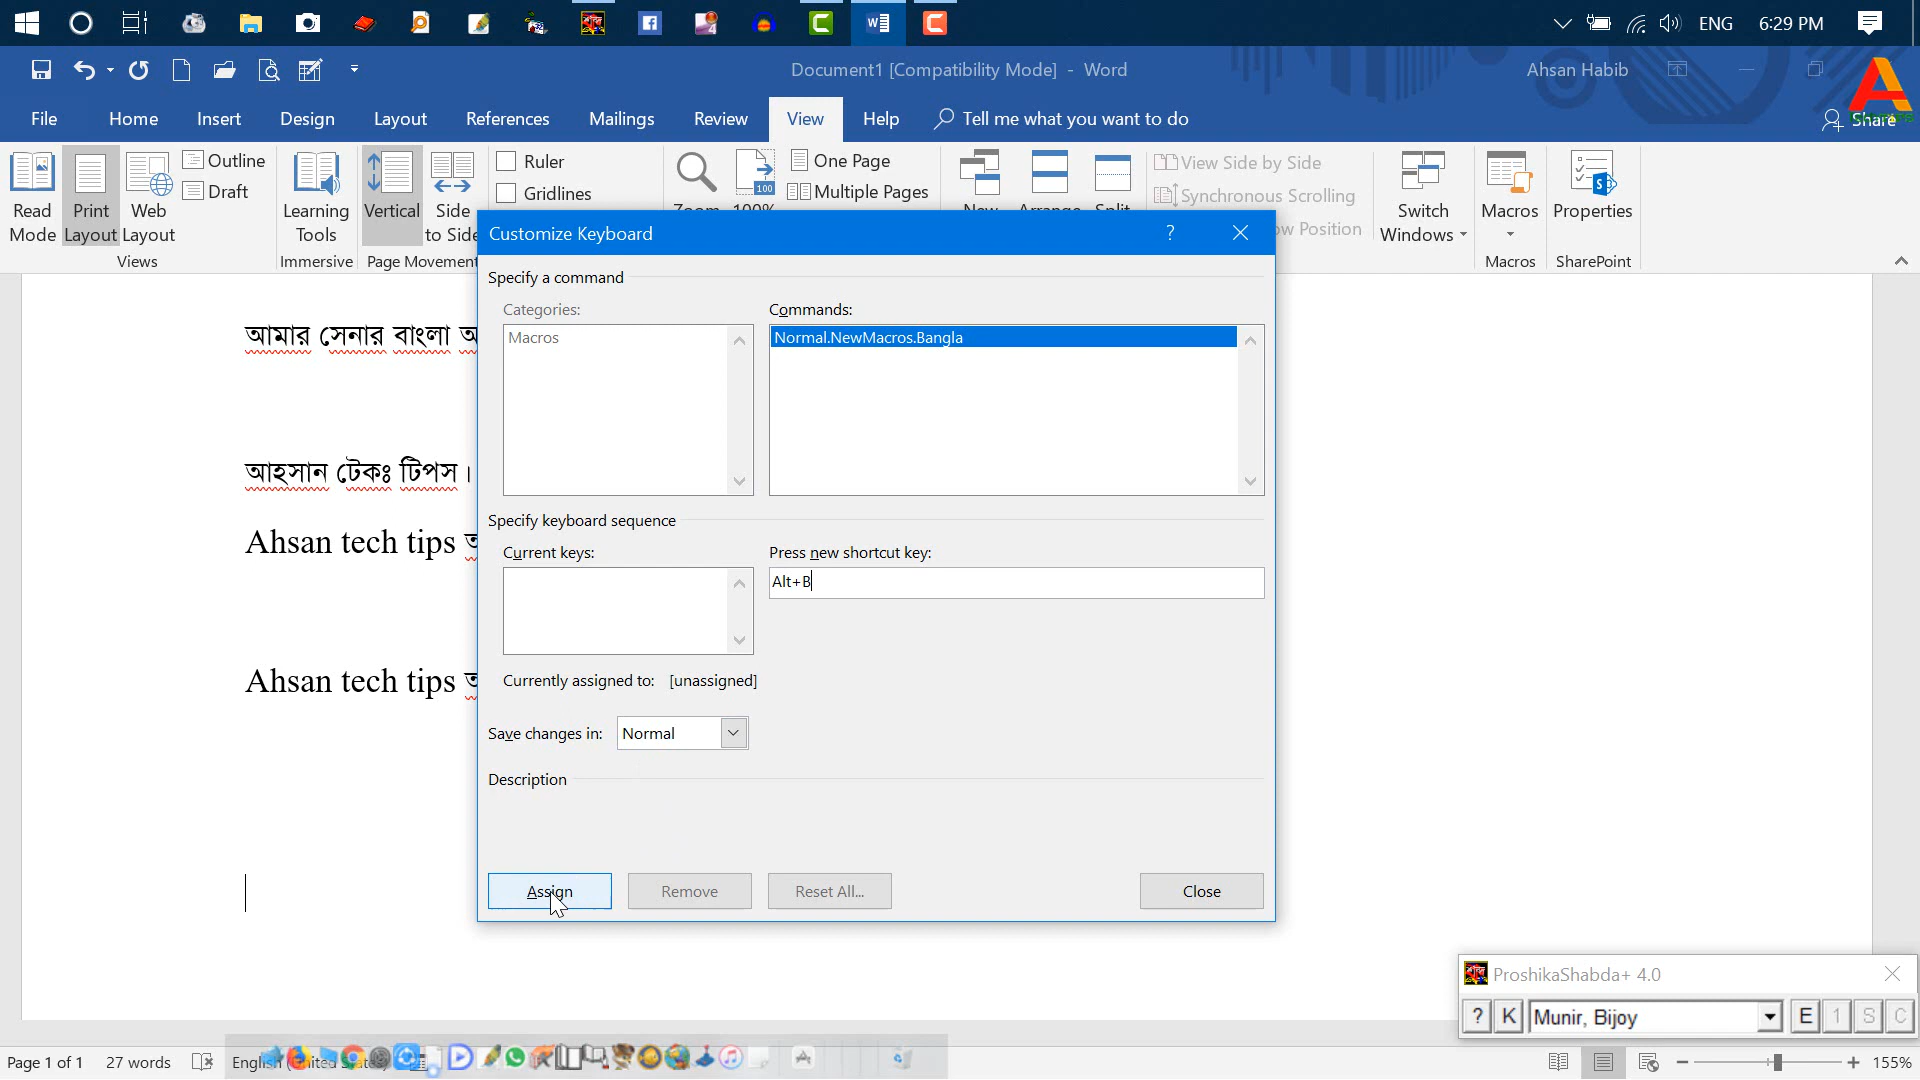 ENG 6:29 PM
Document1 [Compatibility Mode] - Word
Ahsan Habib
File Home Insert Design Layout References Mailings Review View Help Tell me what you want to do
Share
Read Mode
Print Layout
Web Layout
Outline
Draft
Views
Learning Tools
Immersive
Vertical
Side to Side
Page Movement
Ruler
Gridlines
100
One Page
Multiple Pages
View Side by Side
Synchronous Scrolling
Position
Switch Windows
Macros
Macros
Properties
SharePoint
আমার সেনার বাংলা
আহসান টেকঃ টিপস।
Ahsan tech tips
Ahsan tech tips
Customize Keyboard
?
Specify a command
Categories:
Commands:
Macros
Normal.NewMacros.Bangla
Specify keyboard sequence
Current keys:
Press new shortcut key:
Alt+B
Currently assigned to: [unassigned]
Save changes in: Normal
Description
Assign Remove Reset All... Close
ProshikaShabda+ 4.0
? K Munir, Bijoy E 1 S C
Page 1 of 1 27 words
155%